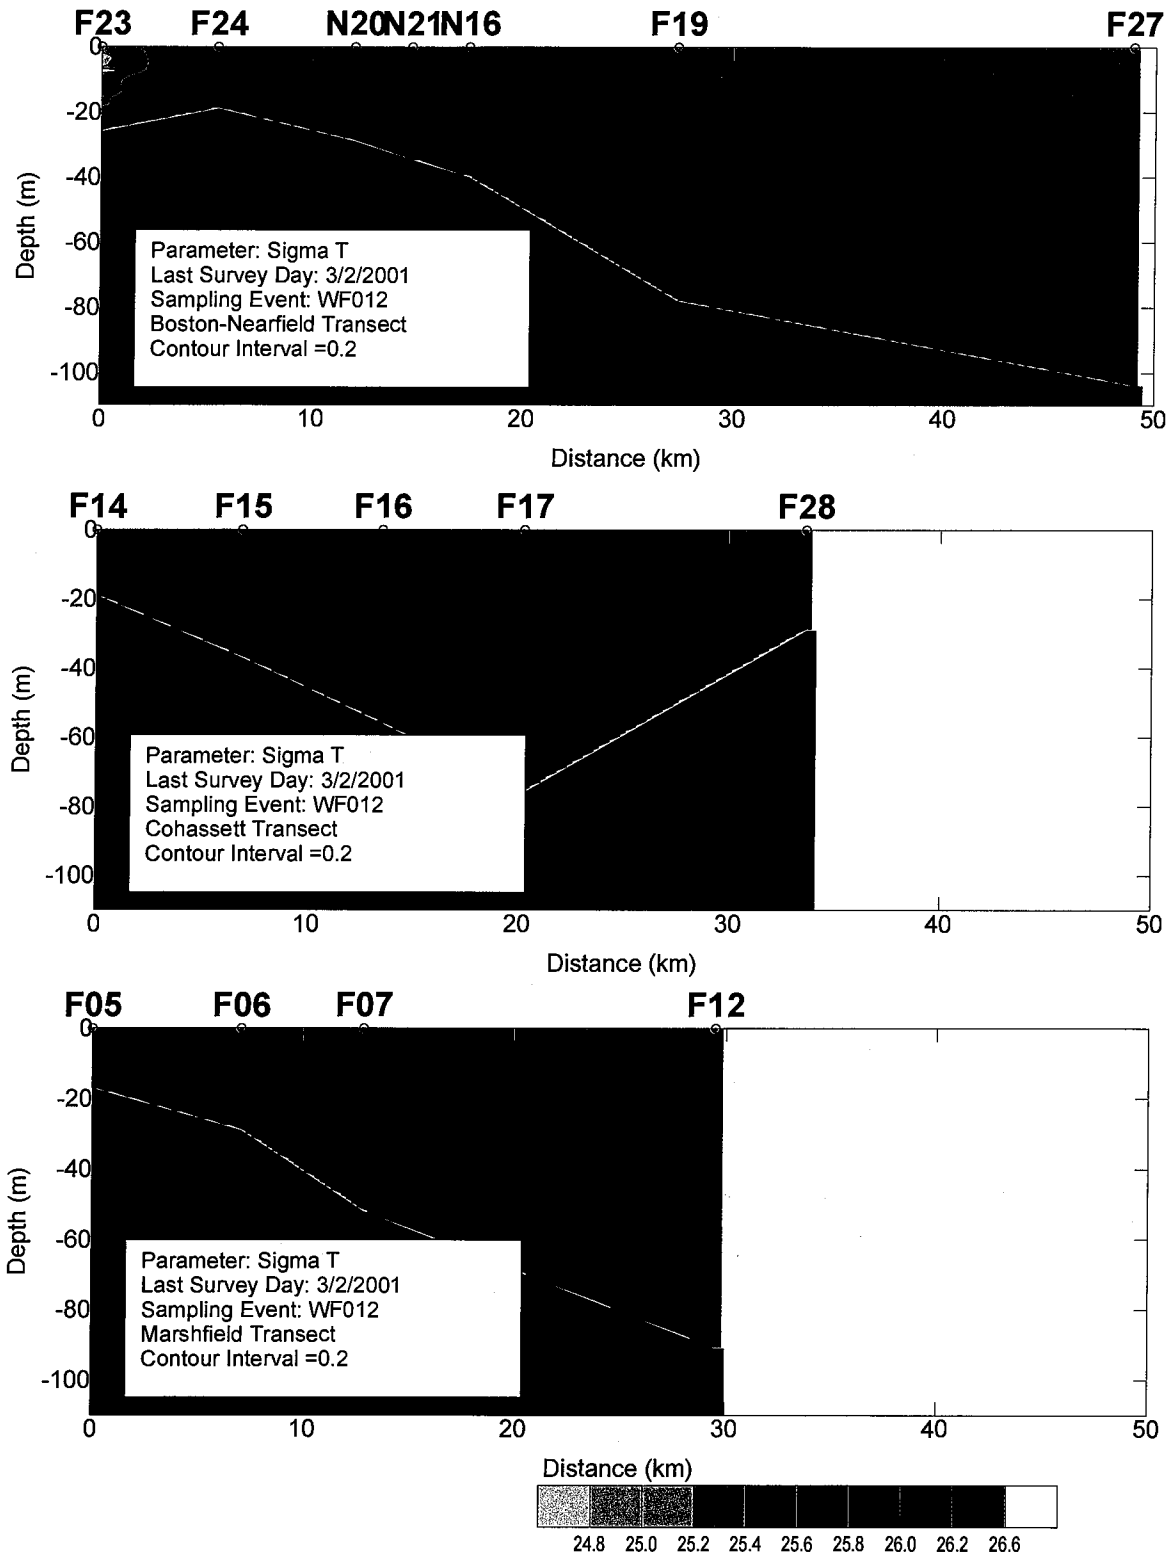 F23 F24 N20 N21 N16 F19 F27
0
-20
-40
-60
-80
-100
Depth (m)
Parameter: Sigma T
Last Survey Day: 3/2/2001
Sampling Event: WF012
Boston-Nearfield Transect
Contour Interval =0.2
0 10 20 30 40 50
Distance (km)
F14 F15 F16 F17 F28
0
-20
-40
-60
-80
-100
Depth (m)
Parameter: Sigma T
Last Survey Day: 3/2/2001
Sampling Event: WF012
Cohassett Transect
Contour Interval =0.2
0 10 20 30 40 50
Distance (km)
F05 F06 F07 F12
0
-20
-40
-60
-80
-100
Depth (m)
Parameter: Sigma T
Last Survey Day: 3/2/2001
Sampling Event: WF012
Marshfield Transect
Contour Interval =0.2
0 10 20 30 40 50
Distance (km)
24.8 25.0 25.2 25.4 25.6 25.8 26.0 26.2 26.6